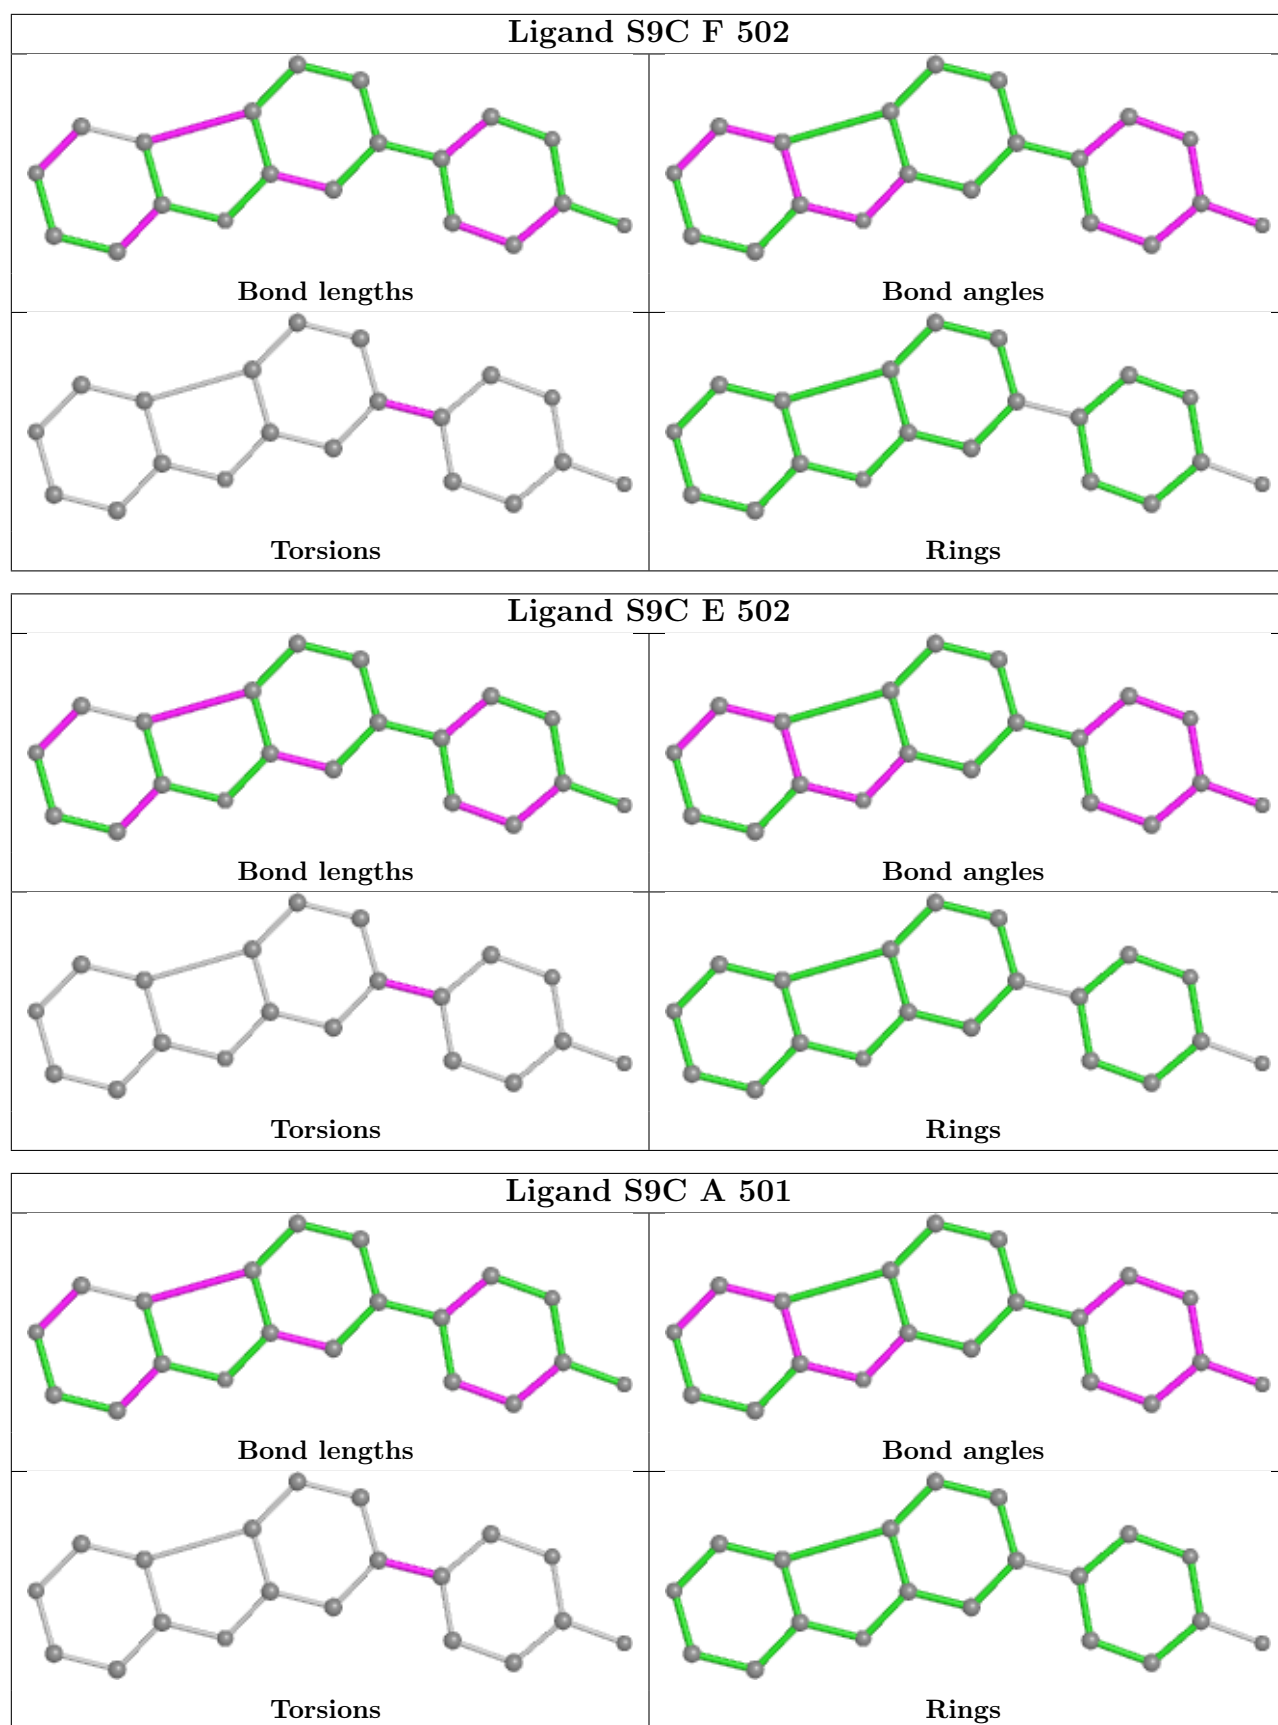 Ligand S9C F 502
Bond lengths
Bond angles
Torsions
Rings
Ligand S9C E 502
Bond lengths
Bond angles
Torsions
Rings
Ligand S9C A 501
Bond lengths
Bond angles
Torsions
Rings